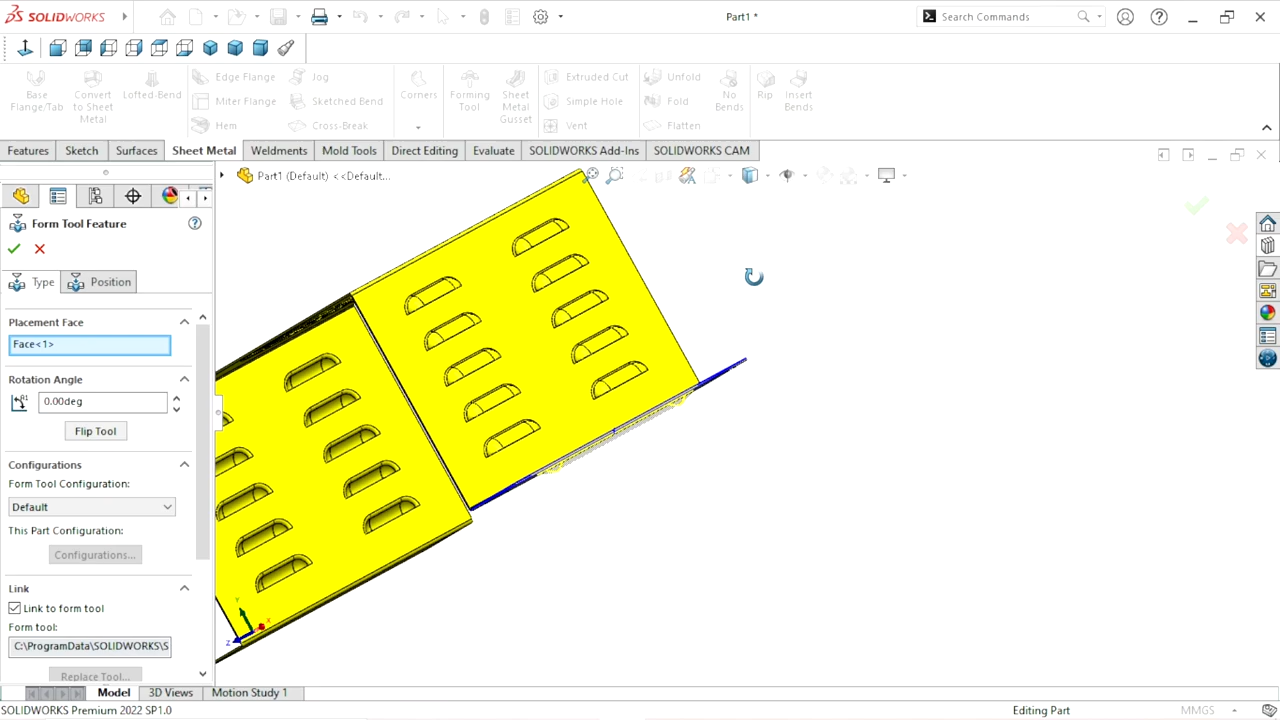 SOLIDWORKS
Part1 *
Search Commands
Base Flange/Tab
Convert to Sheet Metal
Lofted-Bend
Edge Flange
Miter Flange
Hem
Jog
Sketched Bend
Cross-Break
Corners
Forming Tool
Sheet Metal Gusset
Extruded Cut
Simple Hole
Vent
Unfold
Fold
Flatten
No Bends
Rip
Insert Bends
Features
Sketch
Surfaces
Sheet Metal
Weldments
Mold Tools
Direct Editing
Evaluate
SOLIDWORKS Add-Ins
SOLIDWORKS CAM
Part1 (Default) <<Default...
Form Tool Feature
Type
Position
Placement Face
Face<1>
Rotation Angle
0.00deg
Flip Tool
Configurations
Form Tool Configuration:
Default
This Part Configuration:
Configurations...
Link
Link to form tool
Form tool:
C:\ProgramData\SOLIDWORKS\S
Replace Tool...
Y
X
Z
Model
3D Views
Motion Study 1
SOLIDWORKS Premium 2022 SP1.0
Editing Part
MMGS